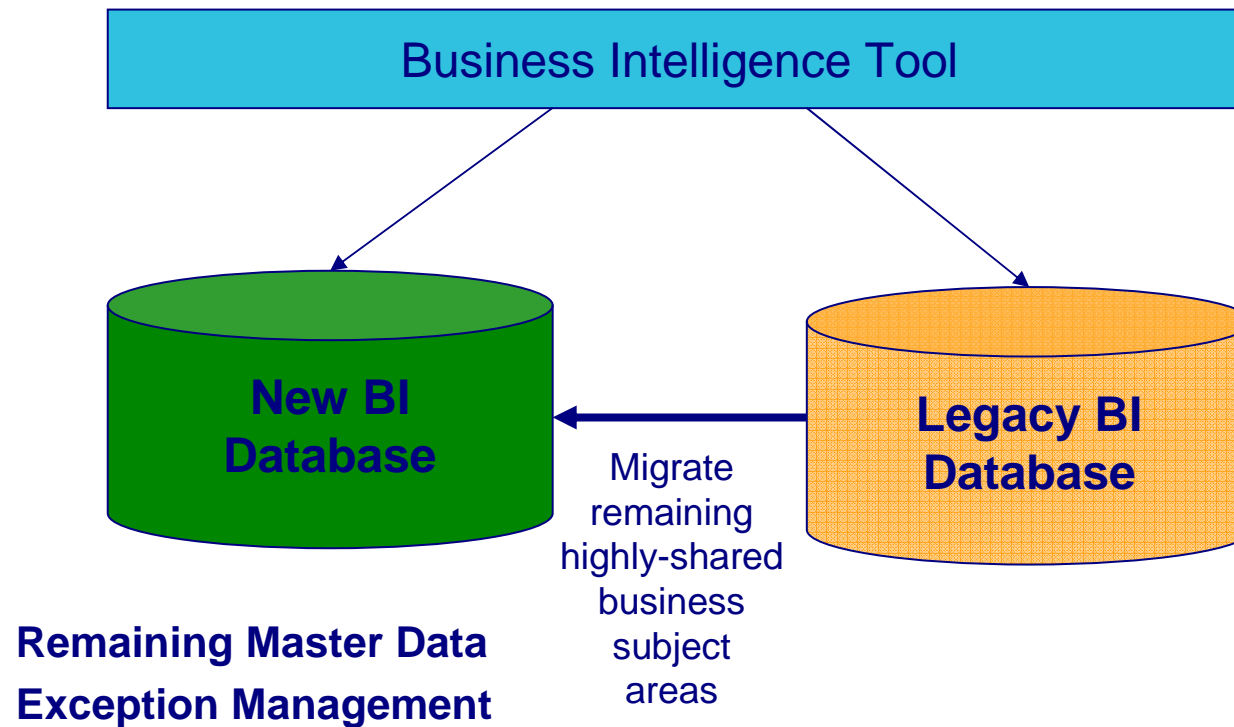 Business Intelligence Tool
New BI
Database
Legacy BI
Database
Migrate
remaining
highly-shared
business
subject
areas
Remaining Master Data
Exception Management